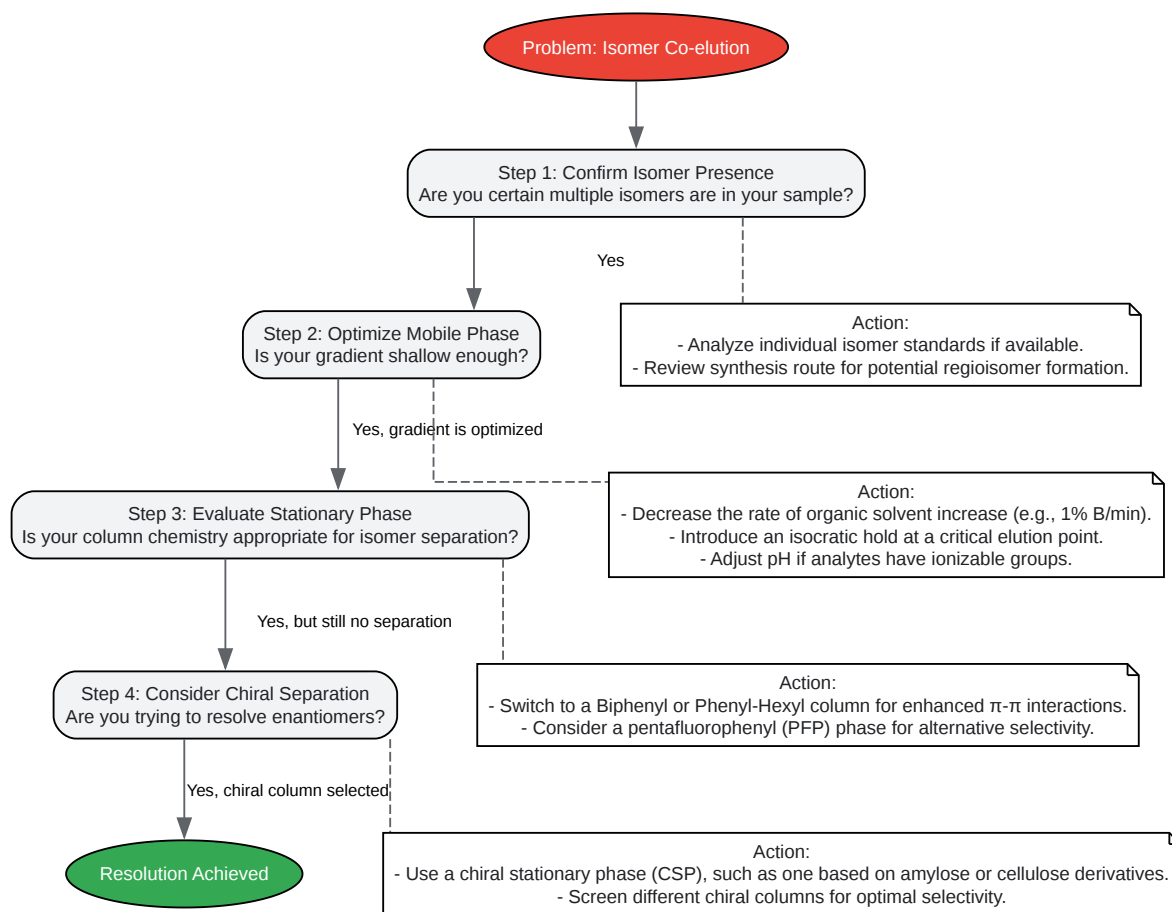 Problem: Isomer Co-elution
Step 1: Confirm Isomer Presence
Are you certain multiple isomers are in your sample?
Yes
Action:
- Analyze individual isomer standards if available.
- Review synthesis route for potential regioisomer formation.
Step 2: Optimize Mobile Phase
Is your gradient shallow enough?
Yes, gradient is optimized
Action:
- Decrease the rate of organic solvent increase (e.g., 1% B/min).
- Introduce an isocratic hold at a critical elution point.
- Adjust pH if analytes have ionizable groups.
Step 3: Evaluate Stationary Phase
Is your column chemistry appropriate for isomer separation?
Yes, but still no separation
Action:
- Switch to a Biphenyl or Phenyl-Hexyl column for enhanced π-π interactions.
- Consider a pentafluorophenyl (PFP) phase for alternative selectivity.
Step 4: Consider Chiral Separation
Are you trying to resolve enantiomers?
Yes, chiral column selected
Action:
- Use a chiral stationary phase (CSP), such as one based on amylose or cellulose derivatives.
- Screen different chiral columns for optimal selectivity.
Resolution Achieved